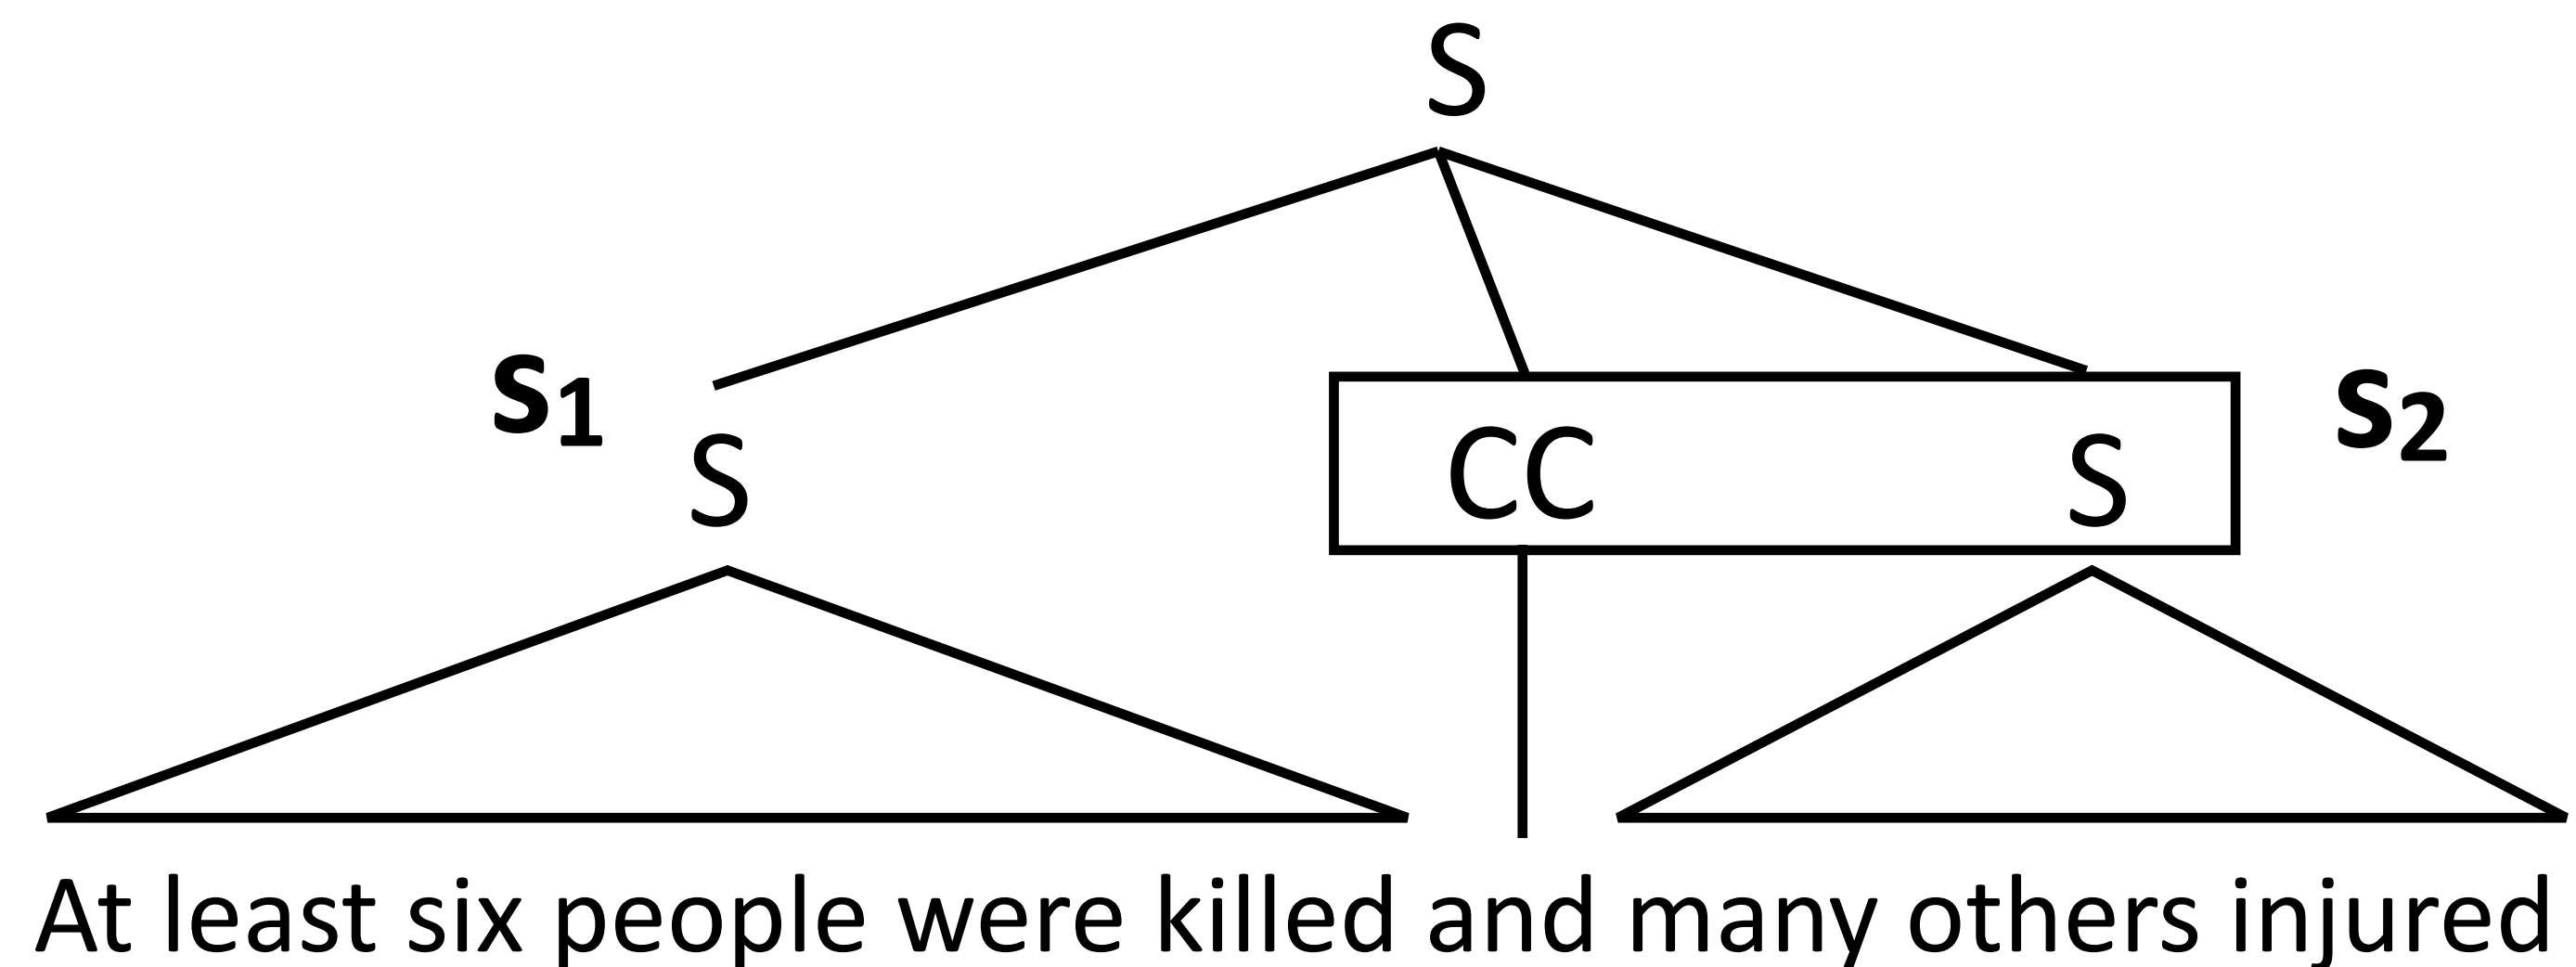 S
s1 S CC S s2
At least six people were killed and many others injured